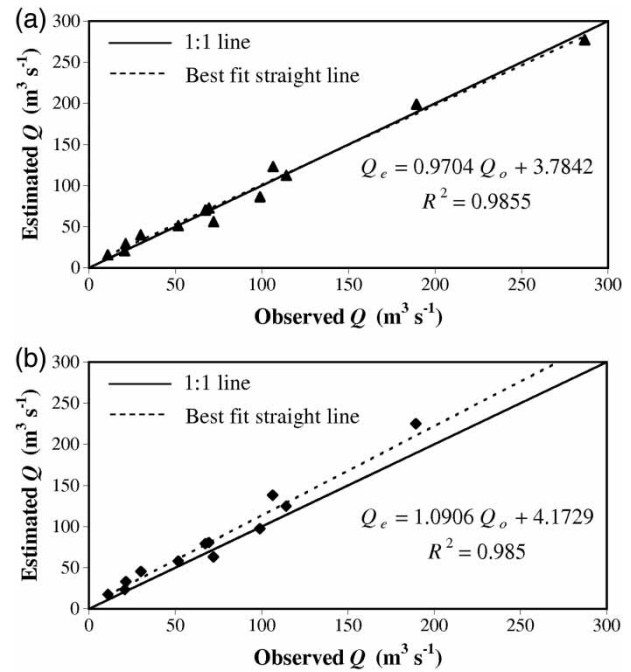 (a)
300
1:1 line
250
Best fit straight line
200
150
100
50
0
Estimated Q (m³ s⁻¹)
Qₑ = 0.9704 Qₒ + 3.7842
R² = 0.9855
0 50 100 150 200 250 300
Observed Q (m³ s⁻¹)
(b)
300
1:1 line
250
Best fit straight line
200
150
100
50
0
Estimated Q (m³ s⁻¹)
Qₑ = 1.0906 Qₒ + 4.1729
R² = 0.985
0 50 100 150 200 250 300
Observed Q (m³ s⁻¹)